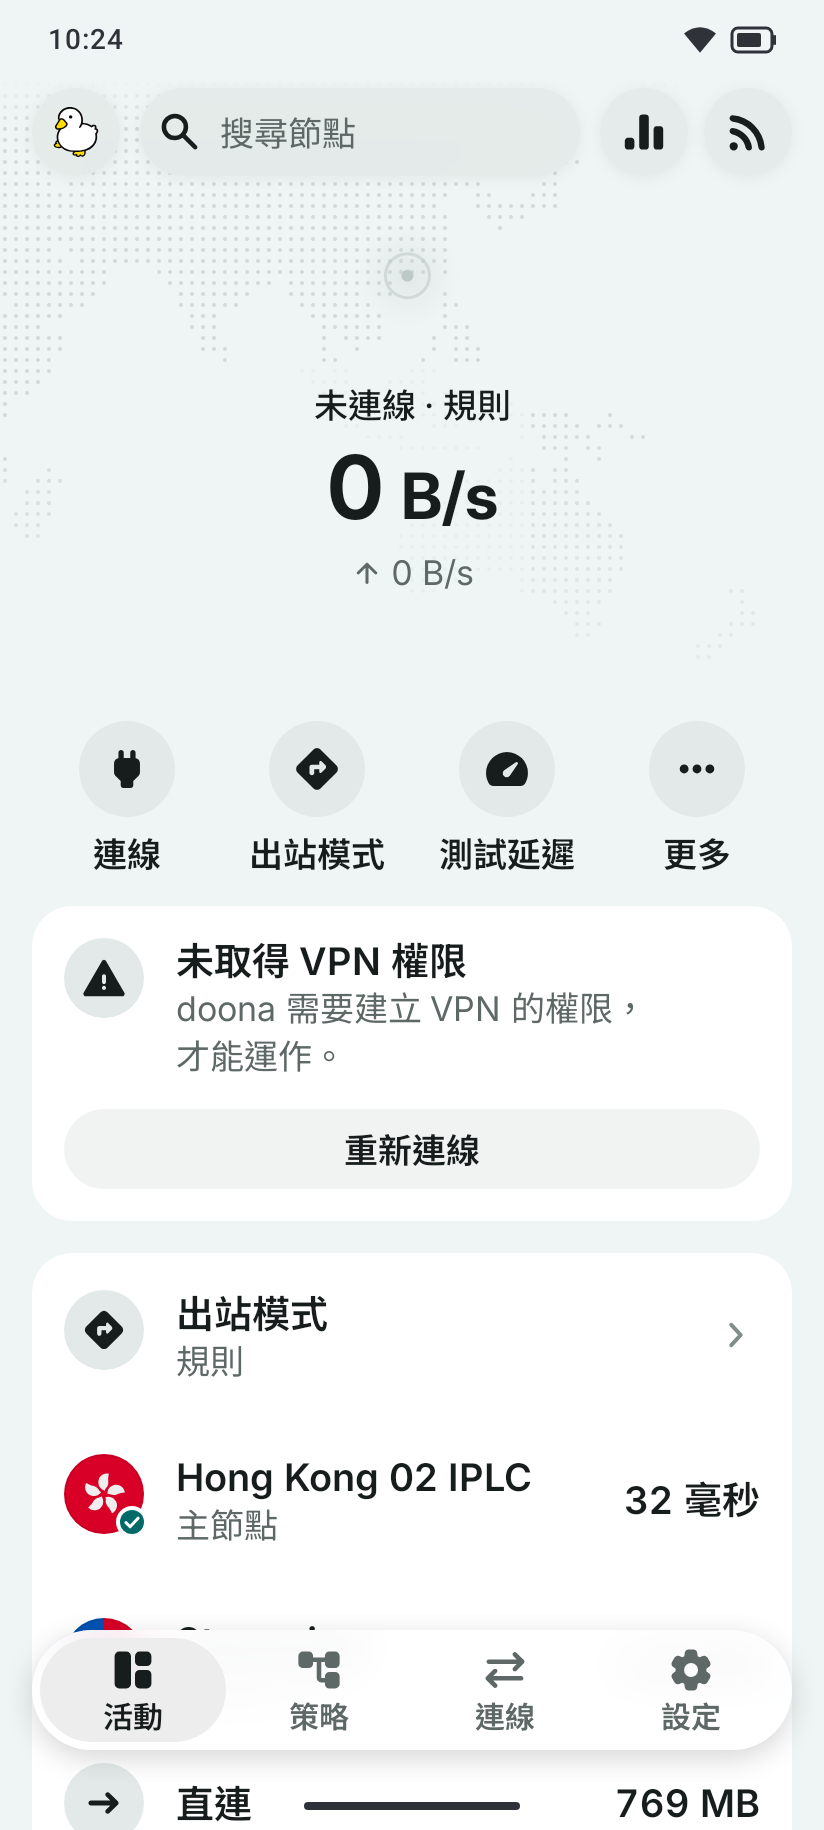 10:24
搜尋節點
未連線 · 規則
0 B/s
↑ 0 B/s
連線
出站模式
測試延遲
更多
未取得 VPN 權限
doona 需要建立 VPN 的權限，
才能運作。
重新連線
出站模式
規則
Hong Kong 02 IPLC
主節點
32 毫秒
活動
策略
連線
設定
直連
769 MB